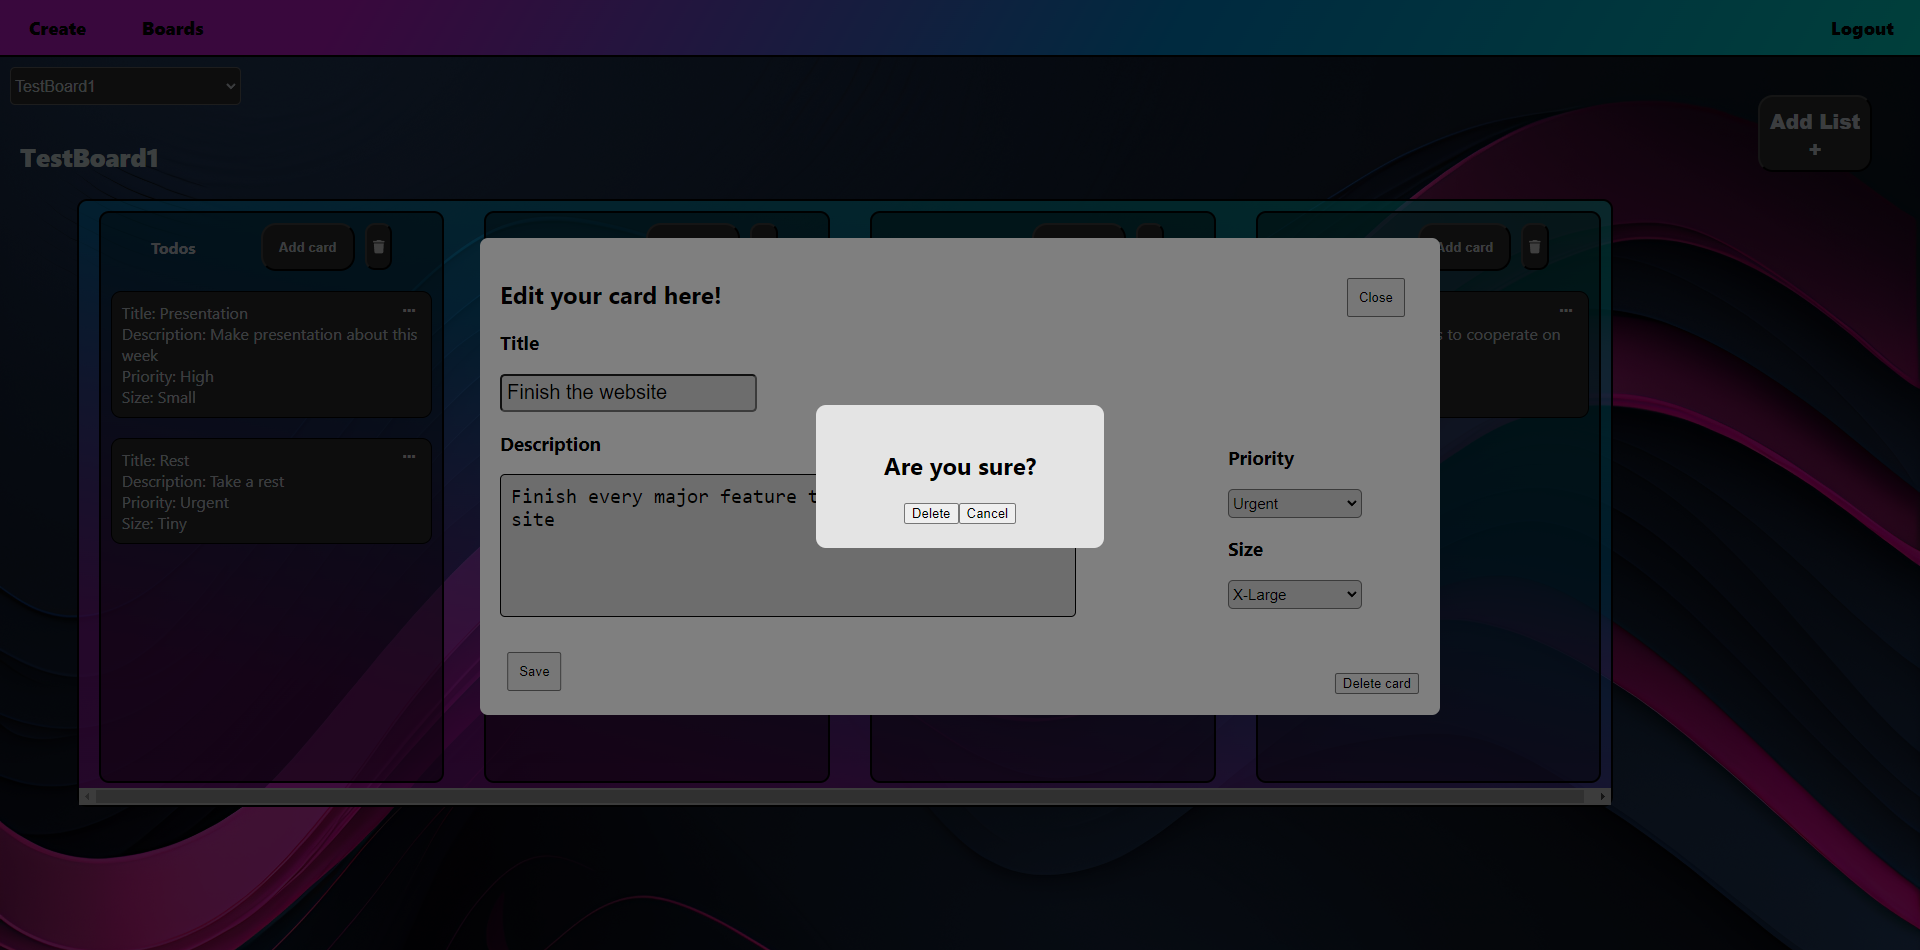 Create
Boards
Logout
TestBoard1
Add List
+
TestBoard1
Todos
Add card
Title: Presentation
Description: Make presentation about this
week
Priority: High
Size: Small
Title: Rest
Description: Take a rest
Priority: Urgent
Size: Tiny
Add card
to cooperate on
Edit your card here!
Close
Title
Finish the website
Description
Finish every major feature
site
Priority
Urgent
Size
X-Large
Save
Delete card
Are you sure?
Delete
Cancel